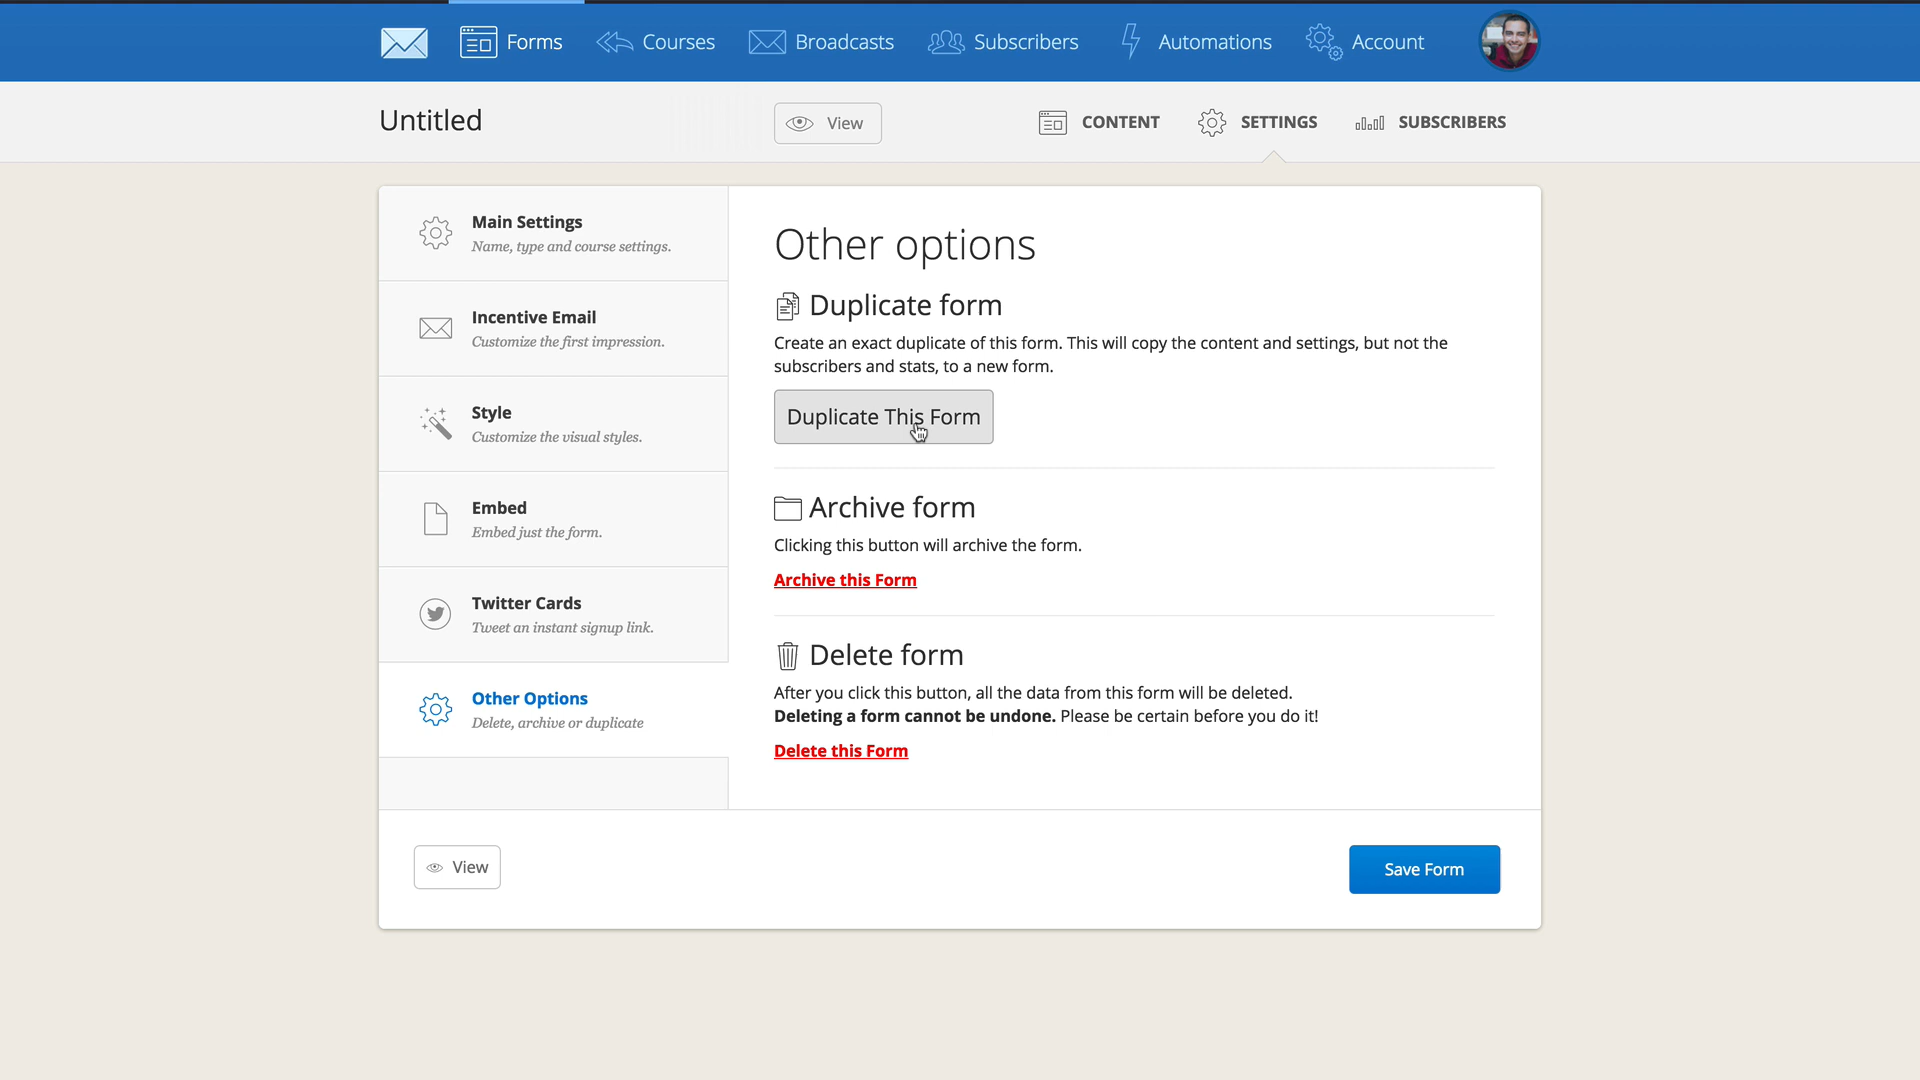 Forms
Courses
Broadcasts
Subscribers
Automations
Account
Untitled
View
CONTENT
SETTINGS
SUBSCRIBERS
Main Settings
Name, type and course settings.
Incentive Email
Customize the first impression.
Style
Customize the visual styles.
Embed
Embed just the form.
Twitter Cards
Tweet an instant signup link.
Other Options
Delete, archive or duplicate
Other options
Duplicate form
Create an exact duplicate of this form. This will copy the content and settings, but not the
subscribers and stats, to a new form.
Duplicate This Form
Archive form
Clicking this button will archive the form.
Archive this Form
Delete form
After you click this button, all the data from this form will be deleted.
Deleting a form cannot be undone. Please be certain before you do it!
Delete this Form
View
Save Form